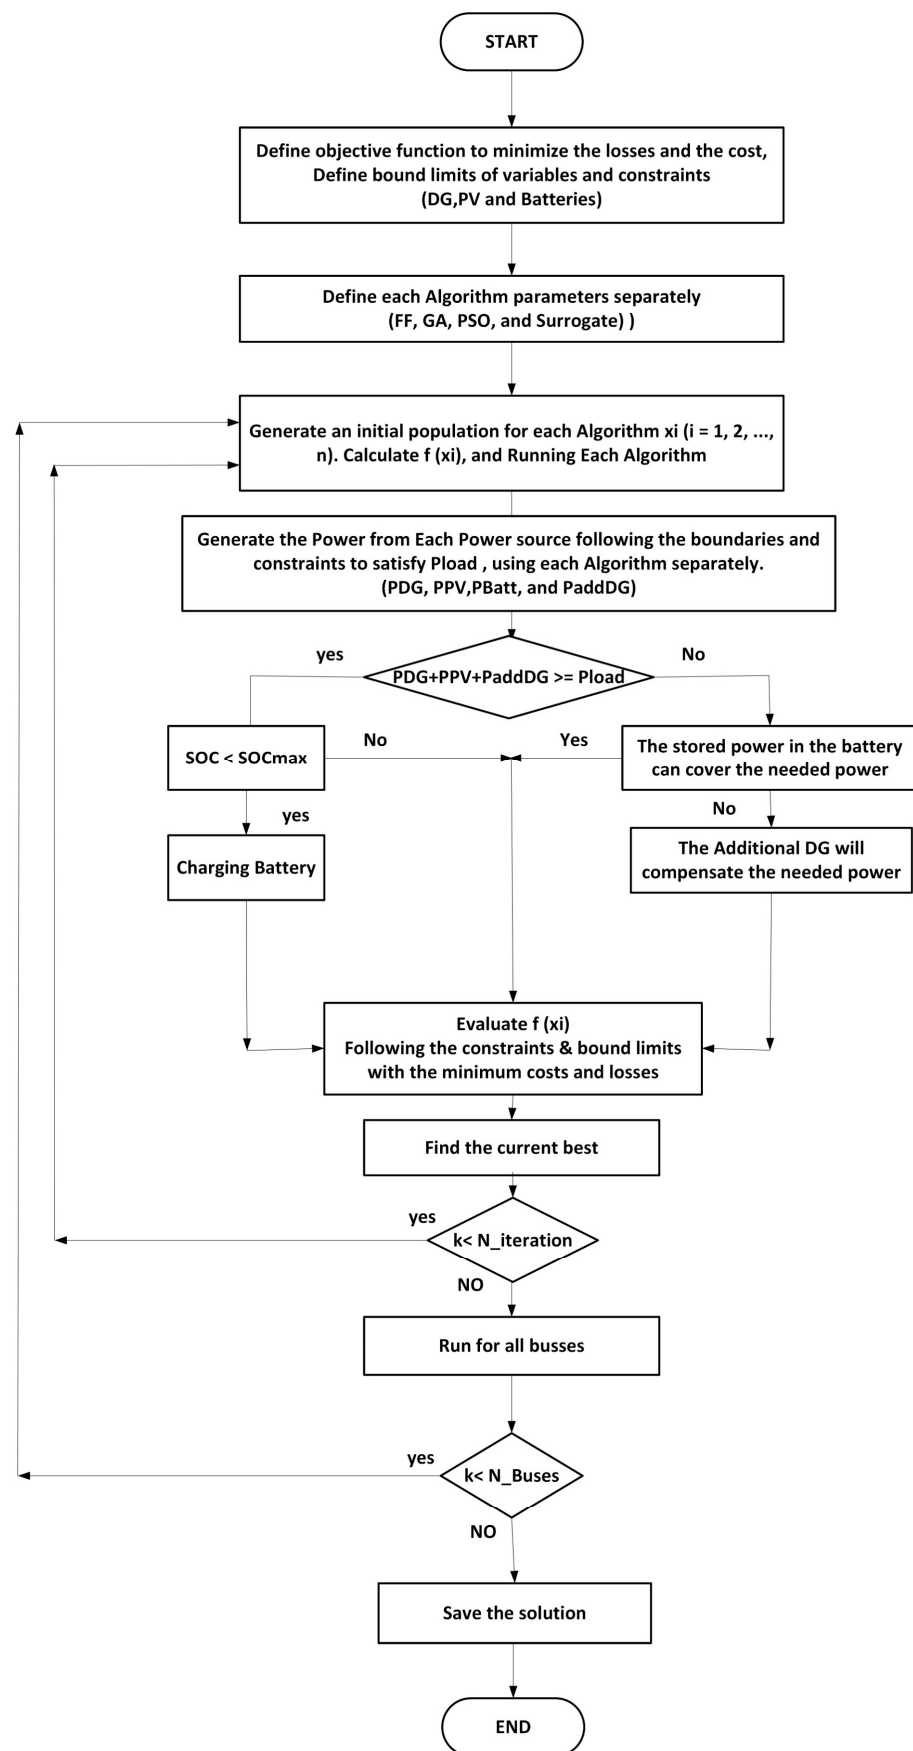 START
Define objective function to minimize the losses and the cost,
Define bound limits of variables and constraints
(DG,PV and Batteries)
Define each Algorithm parameters separately
(FF, GA, PSO, and Surrogate) )
Generate an initial population for each Algorithm xi (i = 1, 2, ...,
n). Calculate f (xi), and Running Each Algorithm
Generate the Power from Each Power source following the boundaries and
constraints to satisfy Pload , using each Algorithm separately.
(PDG, PPV,PBatt, and PaddDG)
yes
No
PDG+PPV+PaddDG >= Pload
SOC < SOCmax
No
Yes
The stored power in the battery
can cover the needed power
yes
No
Charging Battery
The Additional DG will
compensate the needed power
Evaluate f (xi)
Following the constraints & bound limits
with the minimum costs and losses
Find the current best
yes
k< N_iteration
NO
Run for all busses
yes
k< N_Buses
NO
Save the solution
END